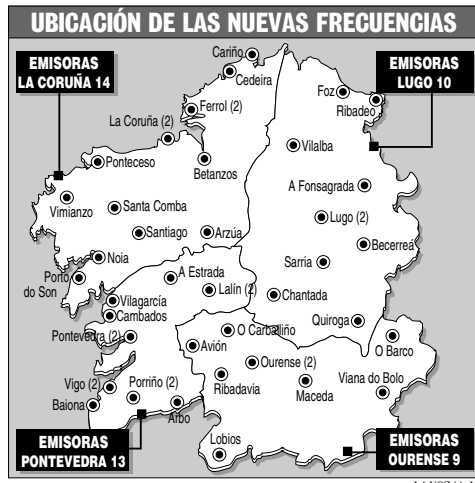 UBICACIÓN DE LAS NUEVAS FRECUENCIAS
EMISORAS
LA CORUÑA 14
EMISORAS
LUGO 10
Cariño
Cedeira
Ferrol (2)
La Coruña (2)
Ponteceso
Betanzos
Vimianzo
Santa Comba
Santiago
Arzúa
Noia
Porto
do Son
Foz
Ribadeo
Vilalba
A Fonsagrada
Lugo (2)
Becerreá
Sarria
Chantada
Quiroga
A Estrada
Lalín (2)
Vilagarcía
Cambados
Pontevedra (2)
Vigo (2)
Porriño (2)
Baiona
Arbo
O Carballiño
Avión
Ourense (2)
Ribadavia
Maceda
O Barco
Viana do Bolo
Lobios
EMISORAS
PONTEVEDRA 13
EMISORAS
OURENSE 9